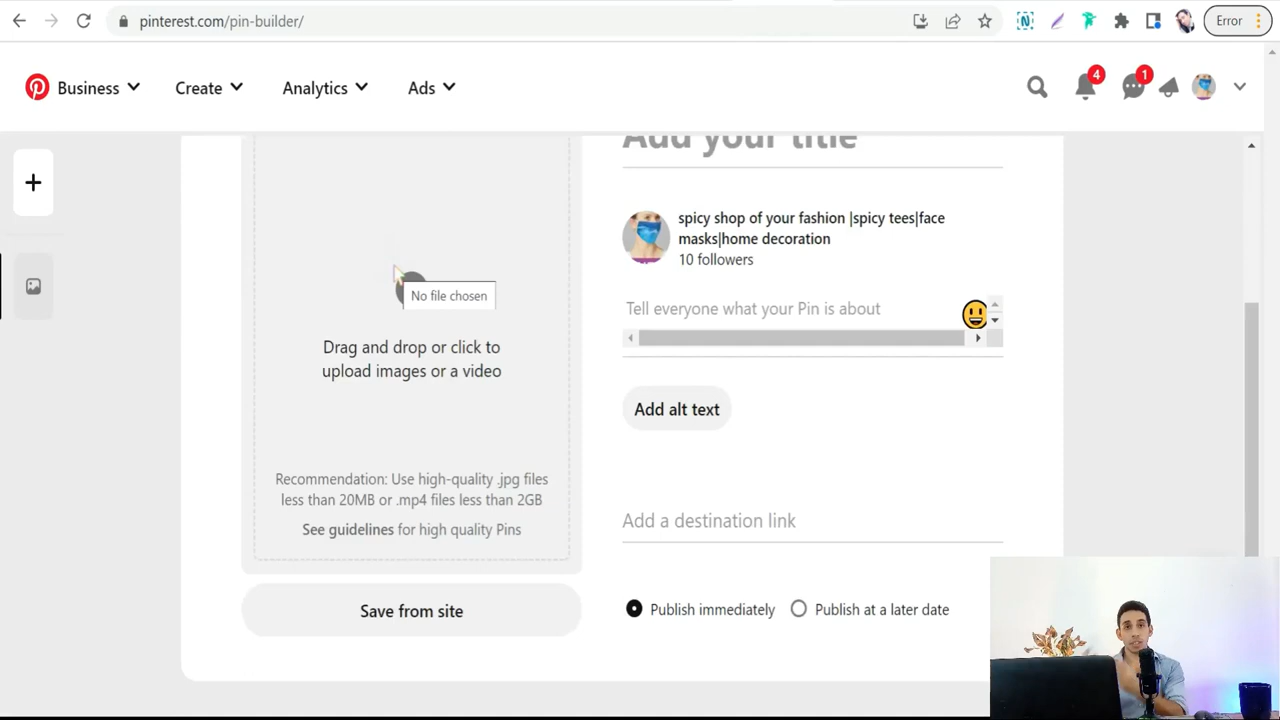 pinterest.com/pin-builder/
Error
Business
Create
Analytics
Ads
4
1
Add your title
spicy shop of your fashion |spicy tees|face
masks|home decoration
10 followers
No file chosen
Tell everyone what your Pin is about
Drag and drop or click to
upload images or a video
Add alt text
Recommendation: Use high-quality .jpg files
less than 20MB or .mp4 files less than 2GB
See guidelines for high quality Pins
Add a destination link
Save from site
Publish immediately
Publish at a later date